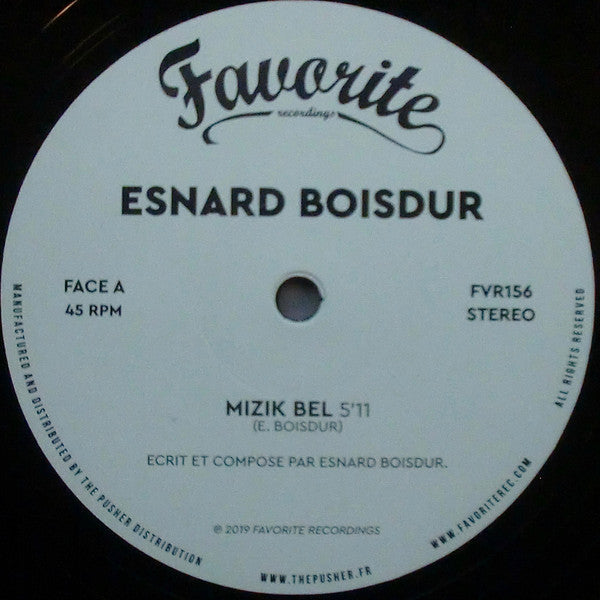 Favorite
recordings
ESNARD BOISDUR
FACE A
45 RPM
FVR156
STEREO
MIZIK BEL 5'11
(E. BOISDUR)
ECRIT ET COMPOSE PAR ESNARD BOISDUR.
℗ 2019 FAVORITE RECORDINGS
MANUFACTURED AND DISTRIBUTED BY THE PUSHER DISTRIBUTION
WWW.THEPUSHER.FR
WWW.FAVORITEREC.COM
ALL RIGHTS RESERVED